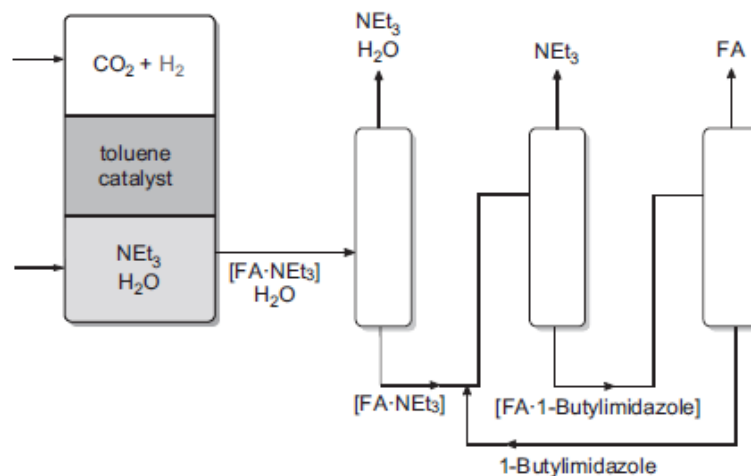 CO₂ + H₂
toluene
catalyst
NEt₃
H₂O
[FA·NEt₃]
H₂O
NEt₃
H₂O
[FA·NEt₃]
NEt₃
[FA·1-Butylimidazole]
FA
1-Butylimidazole